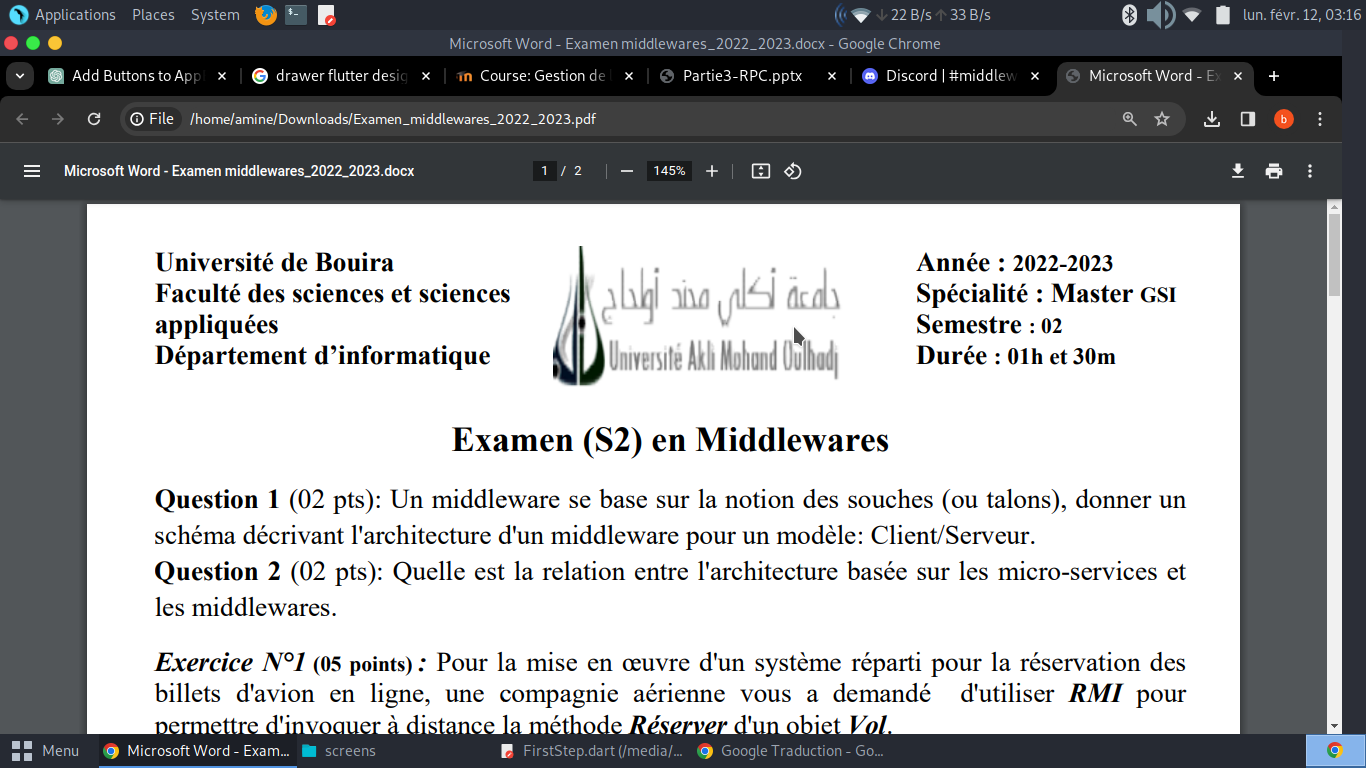 Applications Places System 22 B/s 33 B/s lun. févr. 12, 03:16
Microsoft Word - Examen middlewares_2022_2023.docx - Google Chrome
Add Buttons to App drawer flutter desig Course: Gestion de Partie3-RPC.pptx Discord | #middlew Microsoft Word - Ex
File /home/amine/Downloads/Examen_middlewares_2022_2023.pdf b
Microsoft Word - Examen middlewares_2022_2023.docx 1 / 2 145%
Université de Bouira
Faculté des sciences et sciences
appliquées
Département d'informatique
جامعة أكلي محند أولحاج
Université Akli Mohand Oulhadj
Année : 2022-2023
Spécialité : Master GSI
Semestre : 02
Durée : 01h et 30m
Examen (S2) en Middlewares
Question 1 (02 pts): Un middleware se base sur la notion des souches (ou talons), donner un
schéma décrivant l'architecture d'un middleware pour un modèle: Client/Serveur.
Question 2 (02 pts): Quelle est la relation entre l'architecture basée sur les micro-services et
les middlewares.
Exercice N°1 (05 points) : Pour la mise en œuvre d'un système réparti pour la réservation des
billets d'avion en ligne, une compagnie aérienne vous a demandé d'utiliser RMI pour
permettre d'invoquer à distance la méthode Réserver d'un objet Vol.
Menu Microsoft Word - Exam... screens FirstStep.dart (/media/... Google Traduction - Go...